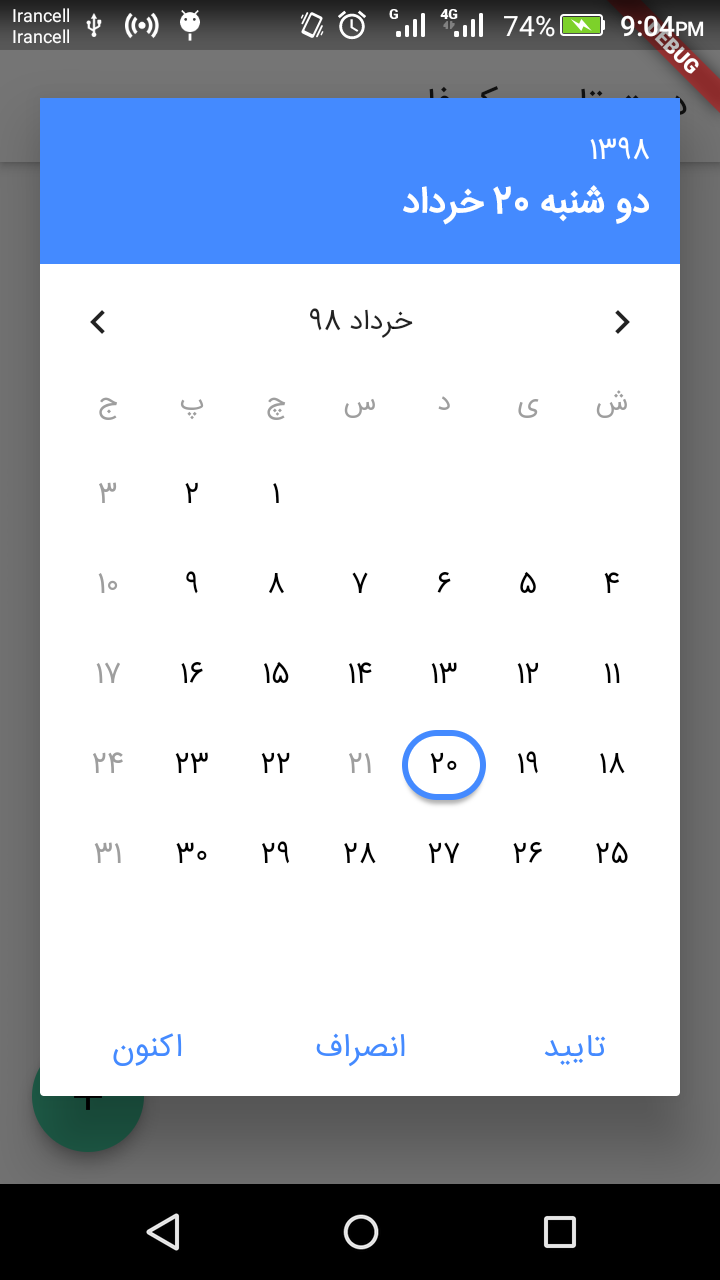 Irancell
Irancell
G
4G
74%
9:04PM
DEBUG
۱۳۹۸
دو شنبه ۲۰ خرداد
خرداد ۹۸
ش ی د س چ پ ج
۱ ۲ ۳
۴ ۵ ۶ ۷ ۸ ۹ ۱۰
۱۱ ۱۲ ۱۳ ۱۴ ۱۵ ۱۶ ۱۷
۱۸ ۱۹ ۲۰ ۲۱ ۲۲ ۲۳ ۲۴
۲۵ ۲۶ ۲۷ ۲۸ ۲۹ ۳۰ ۳۱
تایید انصراف اکنون